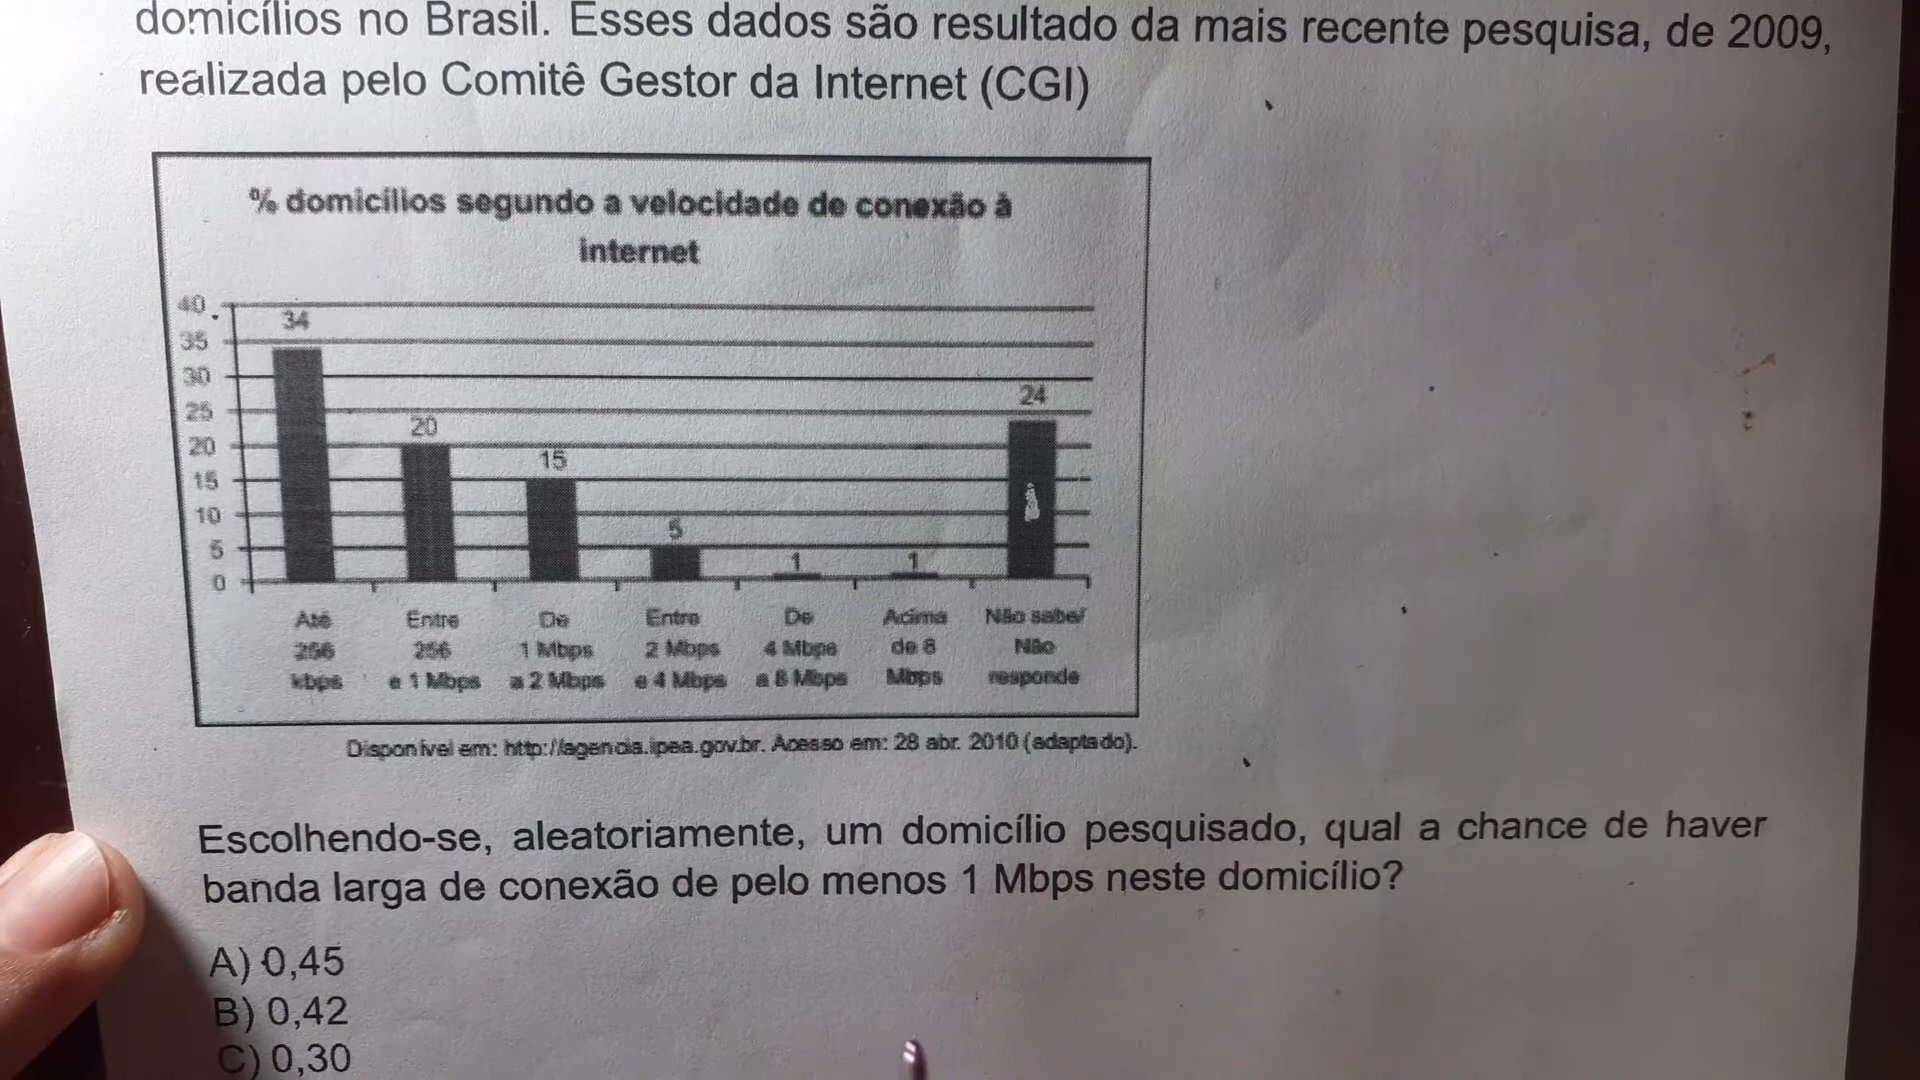 domicílios no Brasil. Esses dados são resultado da mais recente pesquisa, de 2009,
realizada pelo Comitê Gestor da Internet (CGI)
% domicílios segundo a velocidade de conexão à
internet
40
34
35
30
24
25
20
20
15
15
10
5
5
1
1
0
Até
256
kbps
Entre
256
e 1 Mbps
De
1 Mbps
a 2 Mbps
Entre
2 Mbps
e 4 Mbps
De
4 Mbps
a 8 Mbps
Acima
de 8
Mbps
Não sabe/
Não
responde
Disponível em: http://agencia.ipea.gov.br. Acesso em: 28 abr. 2010 (adaptado).
Escolhendo-se, aleatoriamente, um domicílio pesquisado, qual a chance de haver
banda larga de conexão de pelo menos 1 Mbps neste domicílio?
A) 0,45
B) 0,42
C) 0,30